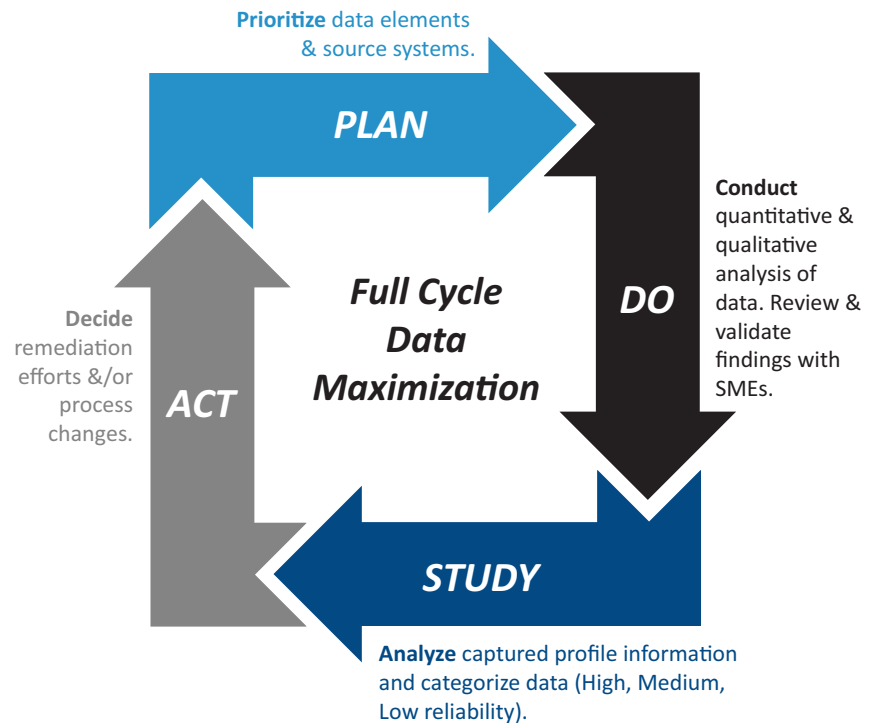 Prioritize data elements
& source systems.
PLAN
Conduct
quantitative &
qualitative
analysis of
data. Review &
validate
findings with
SMEs.
DO
Full Cycle
Data
Maximization
Decide
remediation
efforts &/or
process
changes.
ACT
STUDY
Analyze captured profile information
and categorize data (High, Medium,
Low reliability).